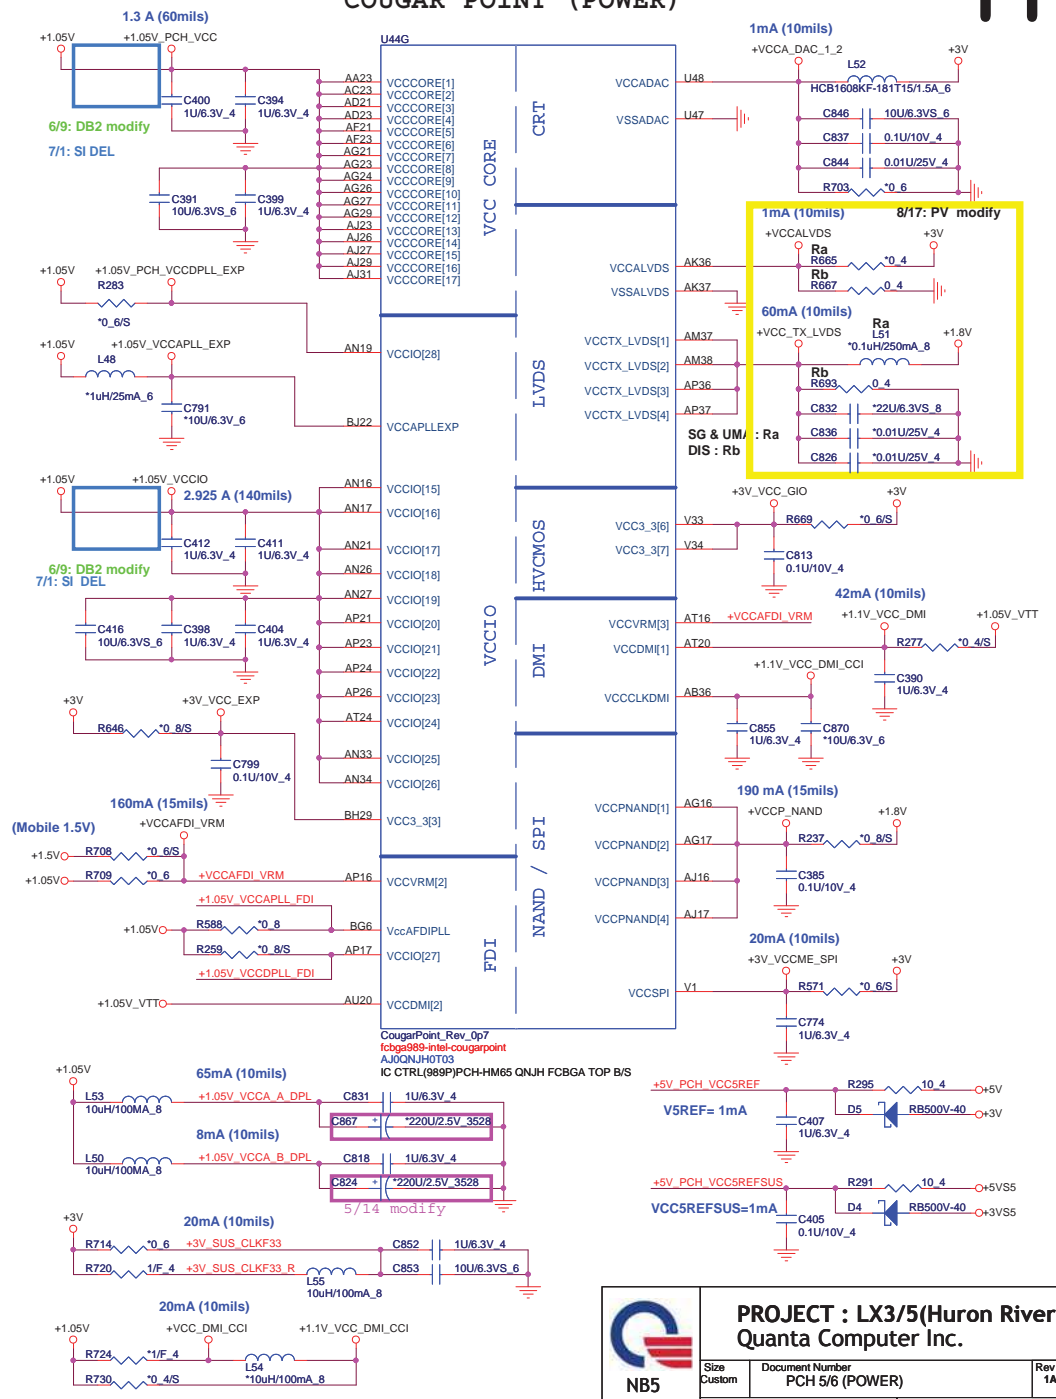 COUGAR POINT (POWER)
1.3 A (60mils)
+1.05V
+1.05V_PCH_VCC
C400
1U/6.3V_4
C394
1U/6.3V_4
6/9: DB2 modify
7/1: SI DEL
C391
10U/6.3VS_6
C399
1U/6.3V_4
+1.05V
+1.05V_PCH_VCCDPLL_EXP
R283
*0_6/S
+1.05V
+1.05V_VCCAPLL_EXP
L48
*1uH/25mA_6
C791
*10U/6.3V_6
+1.05V
+1.05V_VCCIO
2.925 A (140mils)
C412
1U/6.3V_4
C411
1U/6.3V_4
6/9: DB2 modify
7/1: SI DEL
C416
10U/6.3VS_6
C398
1U/6.3V_4
C404
1U/6.3V_4
+3V
+3V_VCC_EXP
R646
*0_8/S
C799
0.1U/10V_4
160mA (15mils)
(Mobile 1.5V)
+VCCAFDI_VRM
+1.5V
R708
*0_6/S
+1.05V
R709
*0_6
+VCCAFDI_VRM
+1.05V_VCCAPLL_FDI
+1.05V
R588
*0_8
R259
*0_8/S
+1.05V_VCCDPLL_FDI
+1.05V_VTT
U44G
AA23
VCCCORE[1]
AC23
VCCCORE[2]
AD21
VCCCORE[3]
AD23
VCCCORE[4]
AF21
VCCCORE[5]
AF23
VCCCORE[6]
AG21
VCCCORE[7]
AG23
VCCCORE[8]
AG24
VCCCORE[9]
AG26
VCCCORE[10]
AG27
VCCCORE[11]
AG29
VCCCORE[12]
AJ23
VCCCORE[13]
AJ26
VCCCORE[14]
AJ27
VCCCORE[15]
AJ29
VCCCORE[16]
AJ31
VCCCORE[17]
AN19
VCCIO[28]
BJ22
VCCAPLLEXP
AN16
VCCIO[15]
AN17
VCCIO[16]
AN21
VCCIO[17]
AN26
VCCIO[18]
AN27
VCCIO[19]
AP21
VCCIO[20]
AP23
VCCIO[21]
AP24
VCCIO[22]
AP26
VCCIO[23]
AT24
VCCIO[24]
AN33
VCCIO[25]
AN34
VCCIO[26]
BH29
VCC3_3[3]
AP16
VCCVRM[2]
BG6
VccAFDIPLL
AP17
VCCIO[27]
AU20
VCCDMI[2]
VCC CORE
VCCIO
FDI
CRT
LVDS
HVCMOS
DMI
NAND / SPI
VCCADAC
U48
VSSADAC
U47
VCCALVDS
AK36
VSSALVDS
AK37
VCCTX_LVDS[1]
AM37
VCCTX_LVDS[2]
AM38
VCCTX_LVDS[3]
AP36
VCCTX_LVDS[4]
AP37
VCC3_3[6]
V33
VCC3_3[7]
V34
VCCVRM[3]
AT16
+VCCAFDI_VRM
VCCDMI[1]
AT20
VCCCLKDMI
AB36
VCCPNAND[1]
AG16
VCCPNAND[2]
AG17
VCCPNAND[3]
AJ16
VCCPNAND[4]
AJ17
VCCSPI
V1
CougarPoint_Rev_0p7
fcbga989-intel-cougarpoint
AJ0QNJH0T03
IC CTRL(989P)PCH-HM65 QNJH FCBGA TOP B/S
1mA (10mils)
+VCCA_DAC_1_2
+3V
L52
HCB1608KF-181T15/1.5A_6
C846
10U/6.3VS_6
C837
0.1U/10V_4
C844
0.01U/25V_4
R703
*0_6
1mA (10mils)
8/17: PV modify
+VCCALVDS
+3V
Ra
R665
*0_4
Rb
R667
0_4
60mA (10mils)
+VCC_TX_LVDS
Ra
L51
+1.8V
*0.1uH/250mA_8
Rb
R693
0_4
C832
*22U/6.3VS_8
C836
*0.01U/25V_4
C826
*0.01U/25V_4
SG & UMA : Ra
DIS : Rb
+3V_VCC_GIO
+3V
R669
*0_6/S
C813
0.1U/10V_4
42mA (10mils)
+1.1V_VCC_DMI
+1.05V_VTT
R277
*0_4/S
C390
1U/6.3V_4
+1.1V_VCC_DMI_CCI
C855
1U/6.3V_4
C870
*10U/6.3V_6
190 mA (15mils)
+VCCP_NAND
+1.8V
R237
*0_8/S
C385
0.1U/10V_4
20mA (10mils)
+3V_VCCME_SPI
+3V
R571
*0_6/S
C774
1U/6.3V_4
+1.05V
65mA (10mils)
L53
10uH/100MA_8
+1.05V_VCCA_A_DPL
C831
1U/6.3V_4
C867
*220U/2.5V_3528
8mA (10mils)
L50
10uH/100MA_8
+1.05V_VCCA_B_DPL
C818
1U/6.3V_4
C824
*220U/2.5V_3528
5/14 modify
+3V
20mA (10mils)
R714
*0_6
+3V_SUS_CLKF33
C852
1U/6.3V_4
R720
1/F_4
+3V_SUS_CLKF33_R
L55
10uH/100mA_8
C853
10U/6.3VS_6
20mA (10mils)
+1.05V
+VCC_DMI_CCI
+1.1V_VCC_DMI_CCI
R724
*1/F_4
L54
*10uH/100mA_8
R730
*0_4/S
+5V_PCH_VCC5REF
R295
10_4
+5V
V5REF= 1mA
D5
RB500V-40
+3V
C407
1U/6.3V_4
+5V_PCH_VCC5REFSUS
R291
10_4
+5VS5
VCC5REFSUS=1mA
D4
RB500V-40
+3VS5
C405
0.1U/10V_4
NB5
PROJECT : LX3/5(Huron River
Quanta Computer Inc.
Size
Custom
Document Number
PCH 5/6 (POWER)
Rev
1A